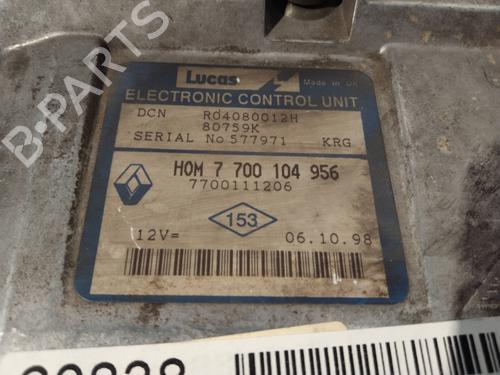 B-PARTS
Lucas
Made in UK
ELECTRONIC CONTROL UNIT
DCN R04080012H
80759K
SERIAL No 577971 KRG
HOM 7 700 104 956
7700111206
153
12V= 06.10.98